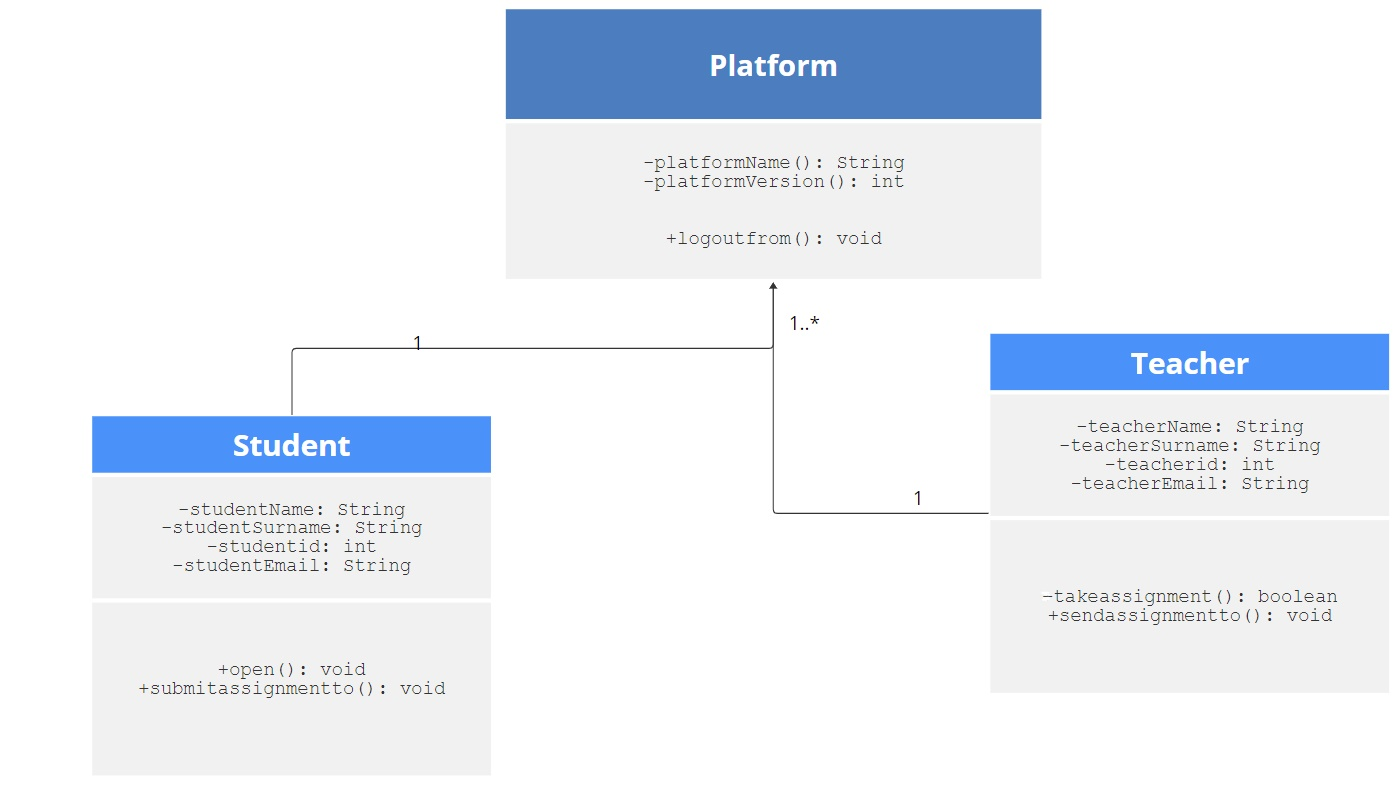 Platform
-platformName(): String
-platformVersion(): int
+logoutfrom(): void
1..*
1
Teacher
-teacherName: String
-teacherSurname: String
-teacherid: int
-teacherEmail: String
1
-takeassignment(): boolean
+sendassignmentto(): void
Student
-studentName: String
-studentSurname: String
-studentid: int
-studentEmail: String
+open(): void
+submitassignmentto(): void